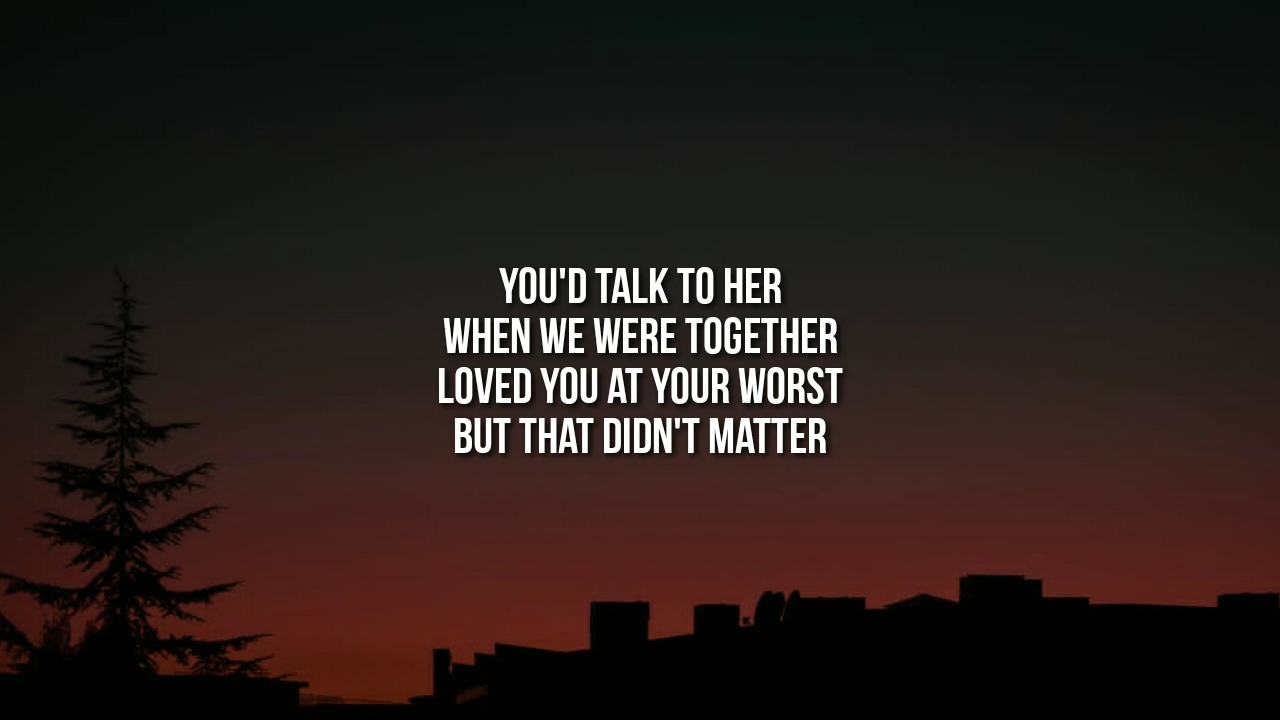 YOU'D TALK TO HER
WHEN WE WERE TOGETHER
LOVED YOU AT YOUR WORST
BUT THAT DIDN'T MATTER